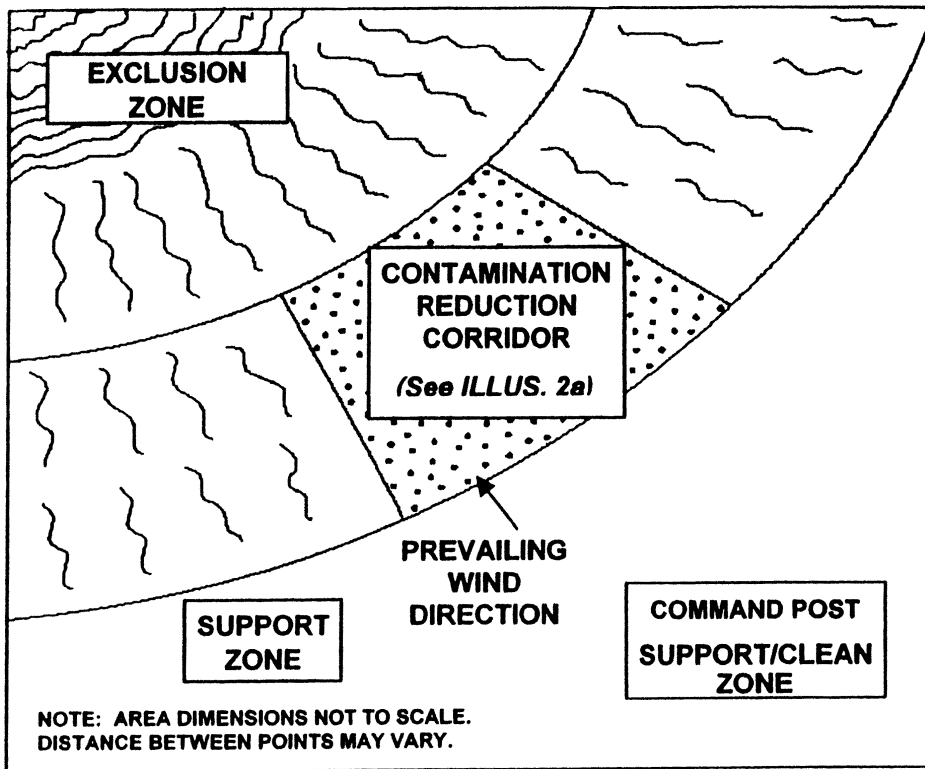 EXCLUSION
ZONE
CONTAMINATION
REDUCTION
CORRIDOR
(See ILLUS. 2a)
PREVAILING
WIND
DIRECTION
SUPPORT
ZONE
COMMAND POST
SUPPORT/CLEAN
ZONE
NOTE: AREA DIMENSIONS NOT TO SCALE.
DISTANCE BETWEEN POINTS MAY VARY.